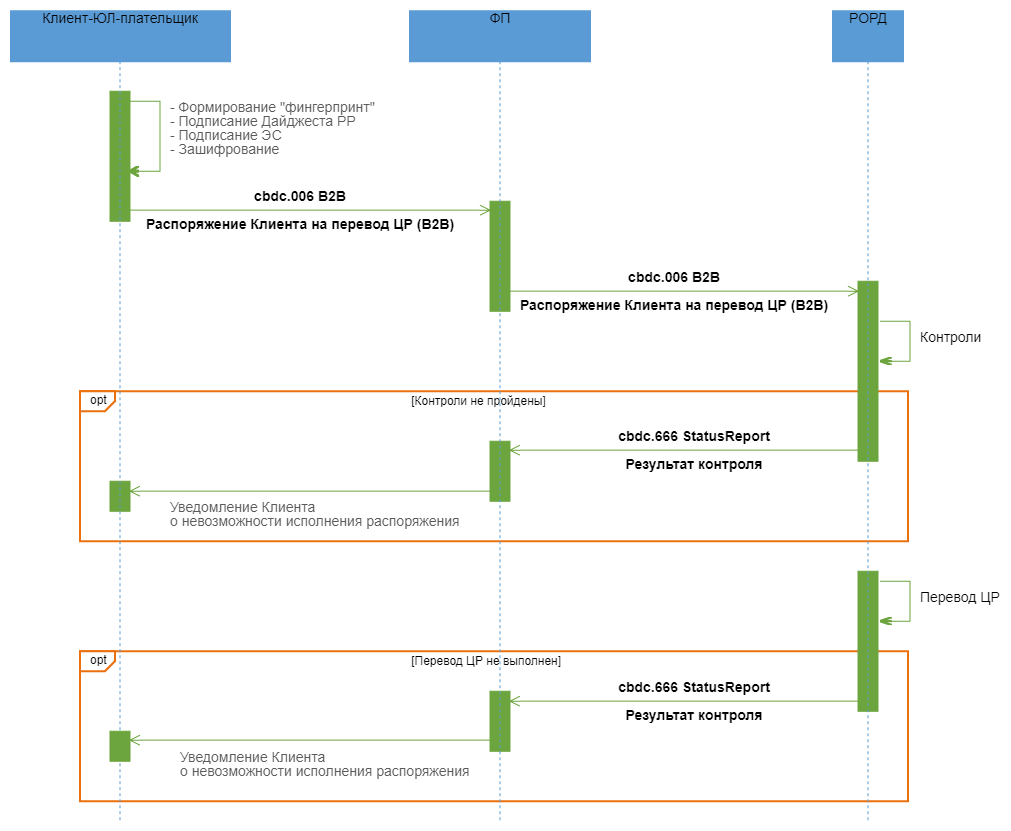 Клиент-ЮЛ-плательщик
ФП
РОРД
- Формирование "фингерпринт"
- Подписание Дайджеста РР
- Подписание ЭС
- Зашифрование
cbdc.006 B2B
Распоряжение Клиента на перевод ЦР (B2B)
cbdc.006 B2B
Распоряжение Клиента на перевод ЦР (B2B)
Контроли
opt
[Контроли не пройдены]
cbdc.666 StatusReport
Результат контроля
Уведомление Клиента
о невозможности исполнения распоряжения
Перевод ЦР
opt
[Перевод ЦР не выполнен]
cbdc.666 StatusReport
Результат контроля
Уведомление Клиента
о невозможности исполнения распоряжения